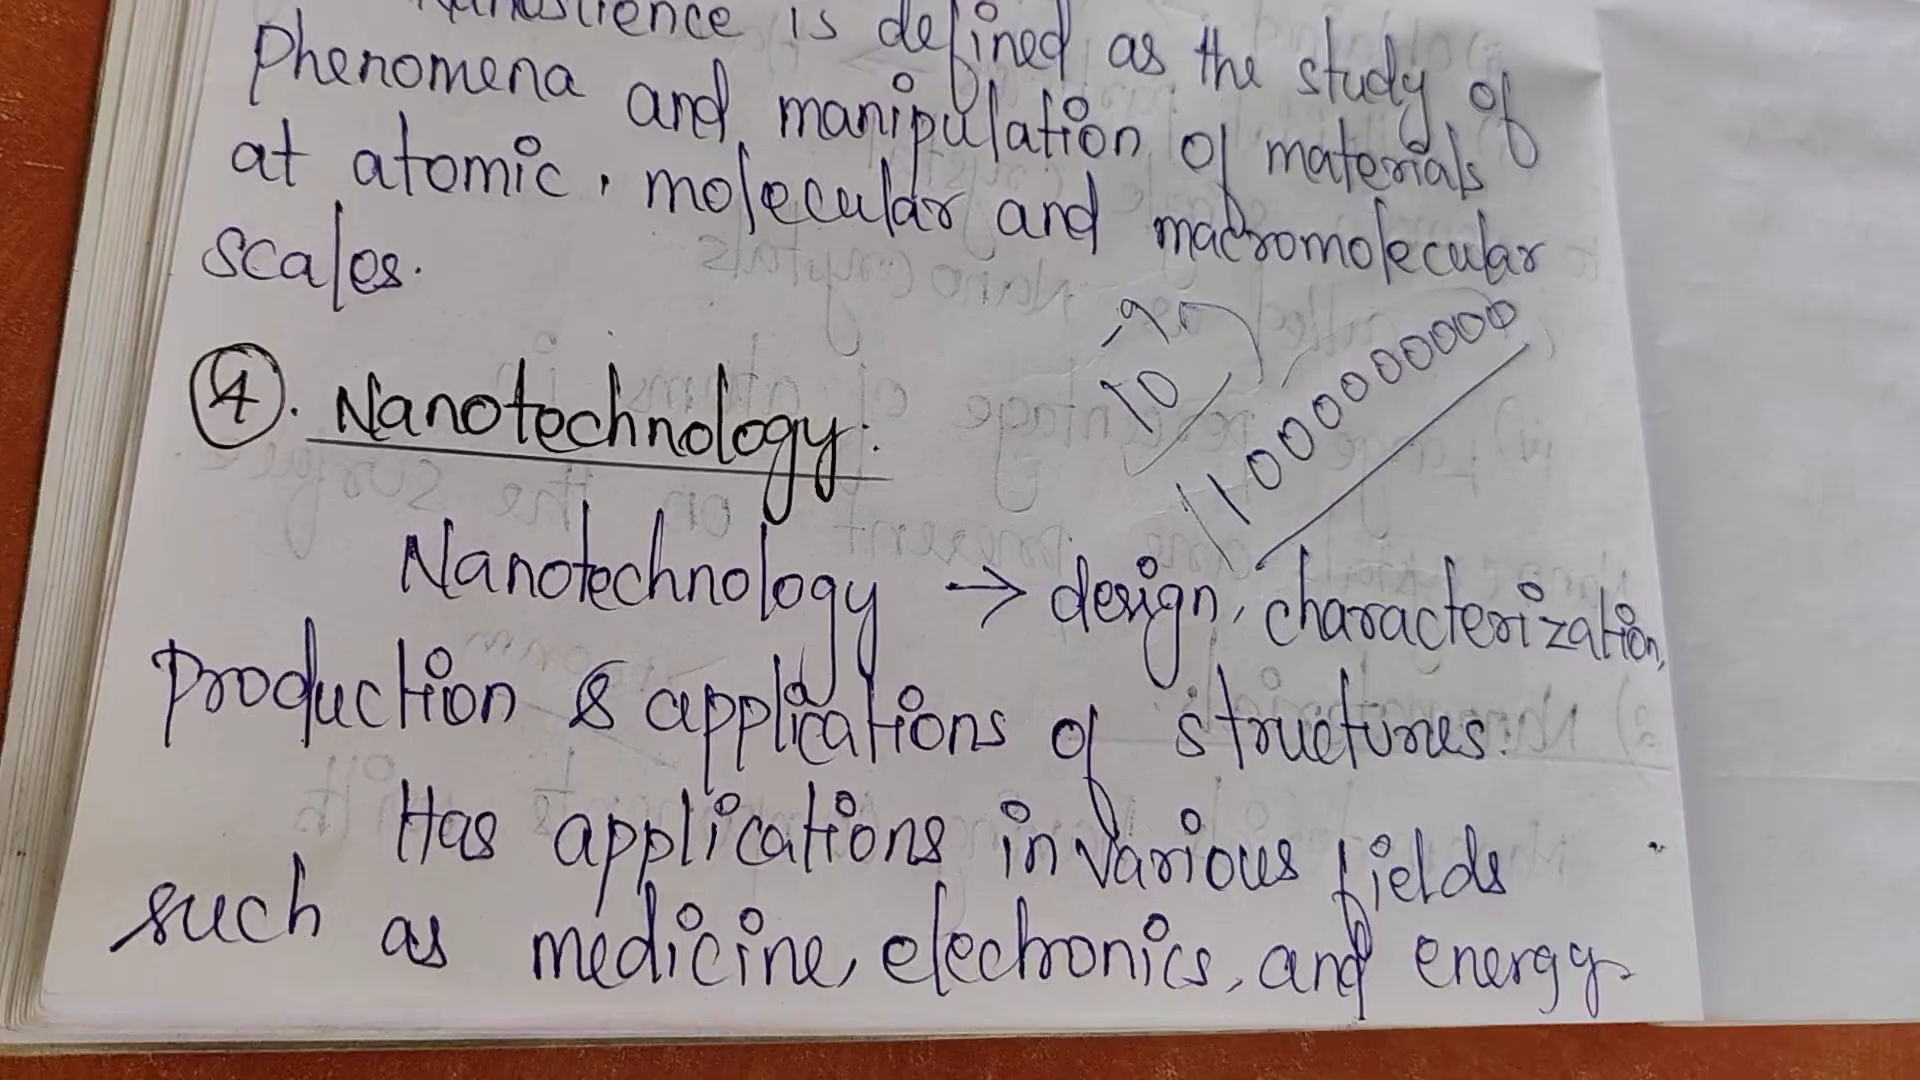 Nanoscience is defined as the study of
phenomena and manipulation of materials
at atomic, molecular and macromolecular
scales.
10⁻⁹
④. Nanotechnology:
Nanotechnology → design, characterization,
production & applications of structures.
Has applications in various fields
such as medicine, electronics, and energy.